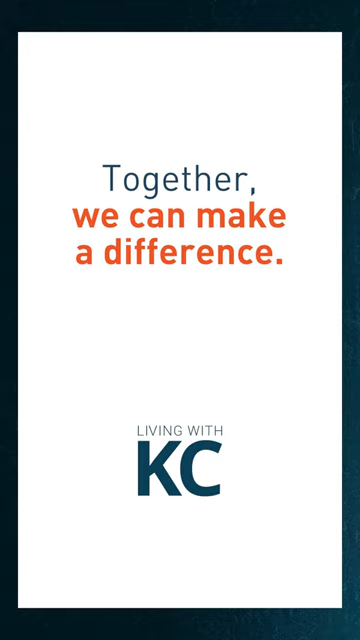 Together,
we can make
a difference.
LIVING WITH
KC